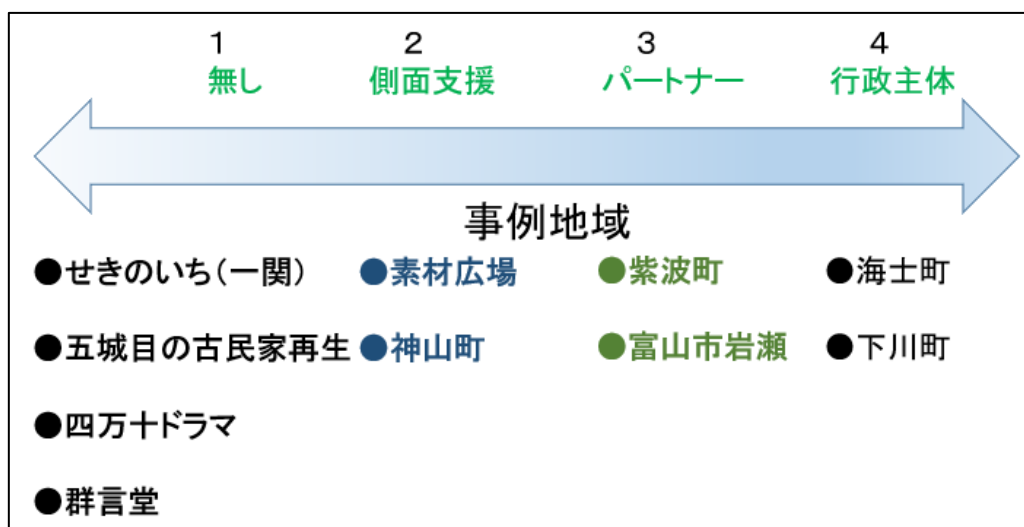 1 2 3 4
無し 側面支援 パートナー 行政主体
事例地域
●せきのいち(一関) ●素材広場 ●紫波町 ●海士町
●五城目の古民家再生 ●神山町 ●富山市岩瀬 ●下川町
●四万十ドラマ
●群言堂